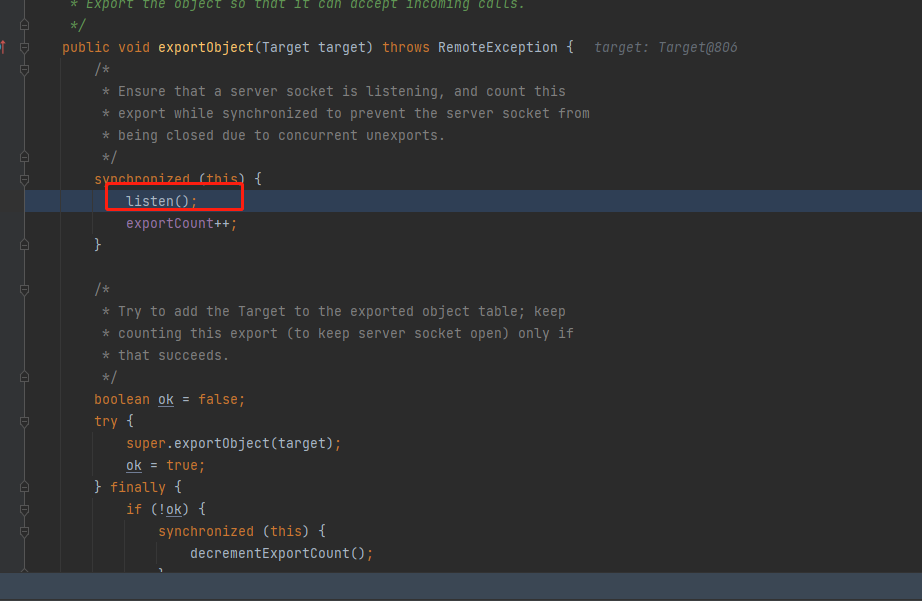 * Export the object so that it can accept incoming calls.
*/
public void exportObject(Target target) throws RemoteException {   target: Target@806
/*
* Ensure that a server socket is listening, and count this
* export while synchronized to prevent the server socket from
* being closed due to concurrent unexports.
*/
synchronized (this) {
listen();
exportCount++;
}
/*
* Try to add the Target to the exported object table; keep
* counting this export (to keep server socket open) only if
* that succeeds.
*/
boolean ok = false;
try {
super.exportObject(target);
ok = true;
} finally {
if (!ok) {
synchronized (this) {
decrementExportCount();
}